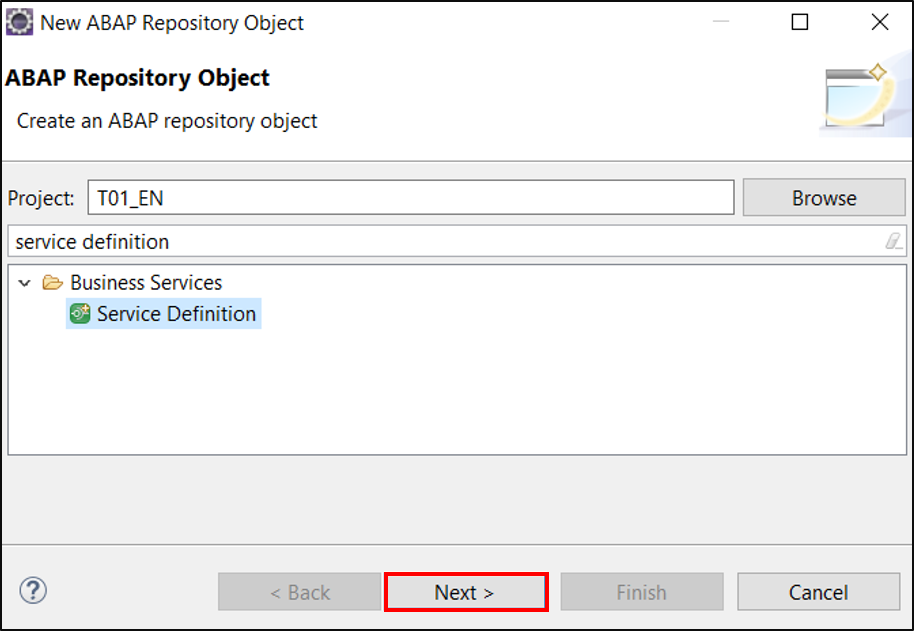 New ABAP Repository Object
ABAP Repository Object
Create an ABAP repository object
Project: T01_EN Browse
service definition
Business Services
Service Definition
? < Back Next > Finish Cancel